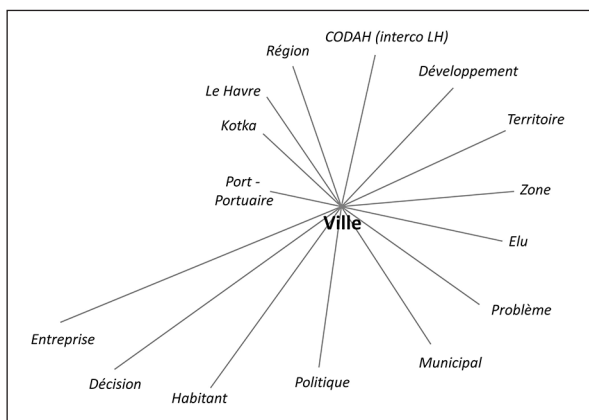 CODAH (interco LH)
Région
Développement
Le Havre
Territoire
Kotka
Port -
Portuaire
Zone
Ville
Elu
Problème
Entreprise
Municipal
Décision
Politique
Habitant